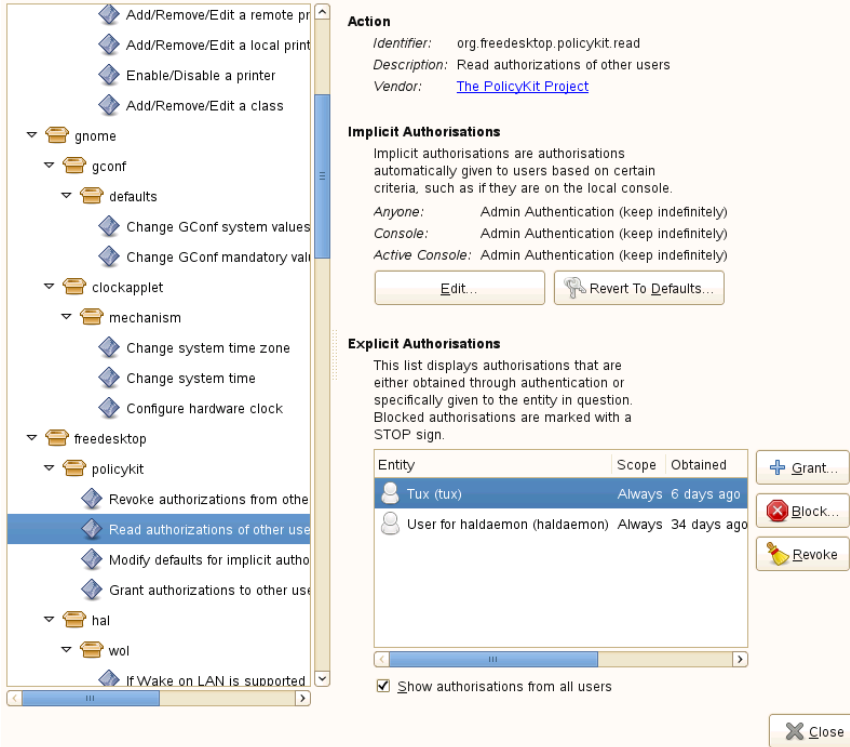 Add/Remove/Edit a remote pr
Add/Remove/Edit a local print
Enable/Disable a printer
Add/Remove/Edit a class
gnome
gconf
defaults
Change GConf system values
Change GConf mandatory valu
clockapplet
mechanism
Change system time zone
Change system time
Configure hardware clock
freedesktop
policykit
Revoke authorizations from othe
Read authorizations of other use
Modify defaults for implicit autho
Grant authorizations to other use
hal
wol
If Wake on LAN is supported
Action
Identifier: org.freedesktop.policykit.read
Description: Read authorizations of other users
Vendor: The PolicyKit Project
Implicit Authorisations
Implicit authorisations are authorisations
automatically given to users based on certain
criteria, such as if they are on the local console.
Anyone: Admin Authentication (keep indefinitely)
Console: Admin Authentication (keep indefinitely)
Active Console: Admin Authentication (keep indefinitely)
Edit... Revert To Defaults...
Explicit Authorisations
This list displays authorisations that are
either obtained through authentication or
specifically given to the entity in question.
Blocked authorisations are marked with a
STOP sign.
Entity Scope Obtained
Tux (tux) Always 6 days ago
User for haldaemon (haldaemon) Always 34 days ago
Grant...
Block...
Revoke
Show authorisations from all users
Close